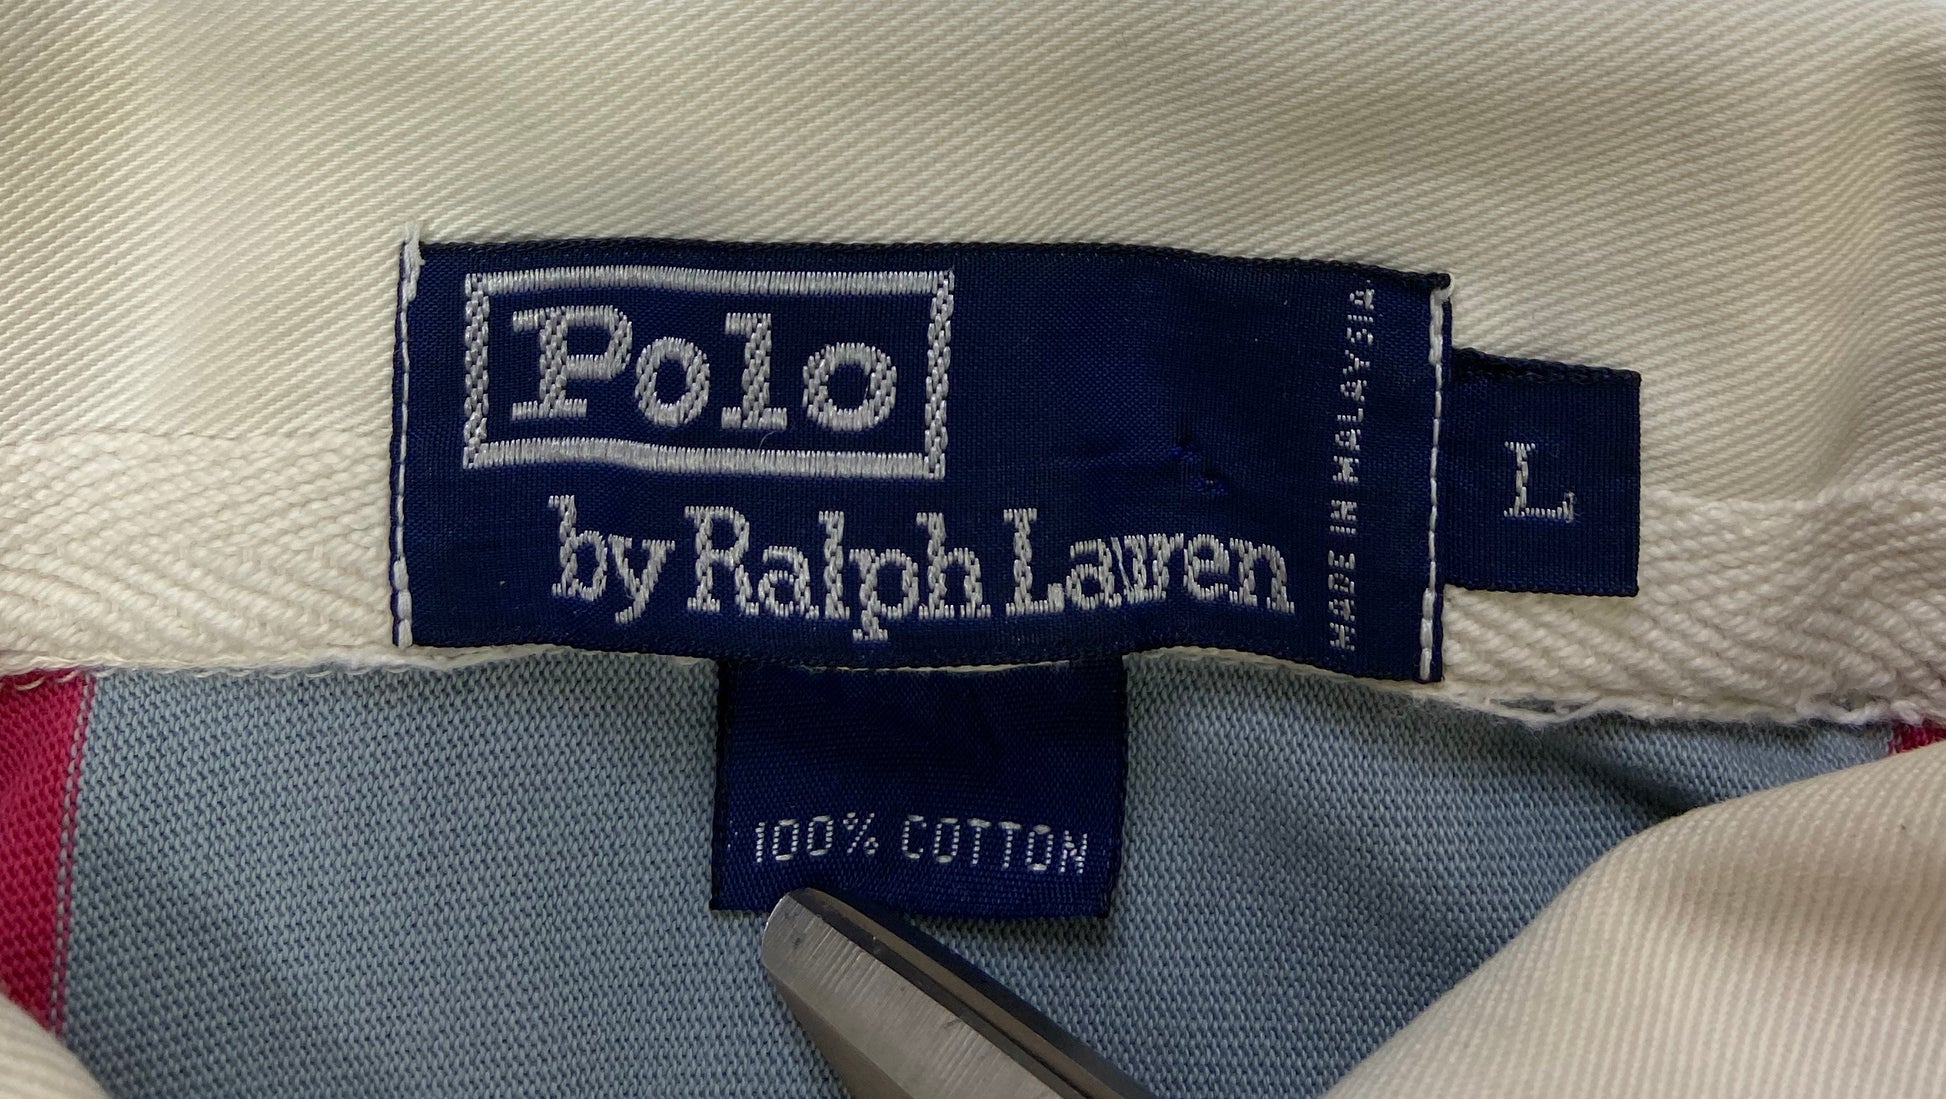 Polo
by Ralph Lauren
MADE IN MALAYSIA
L
100% COTTON